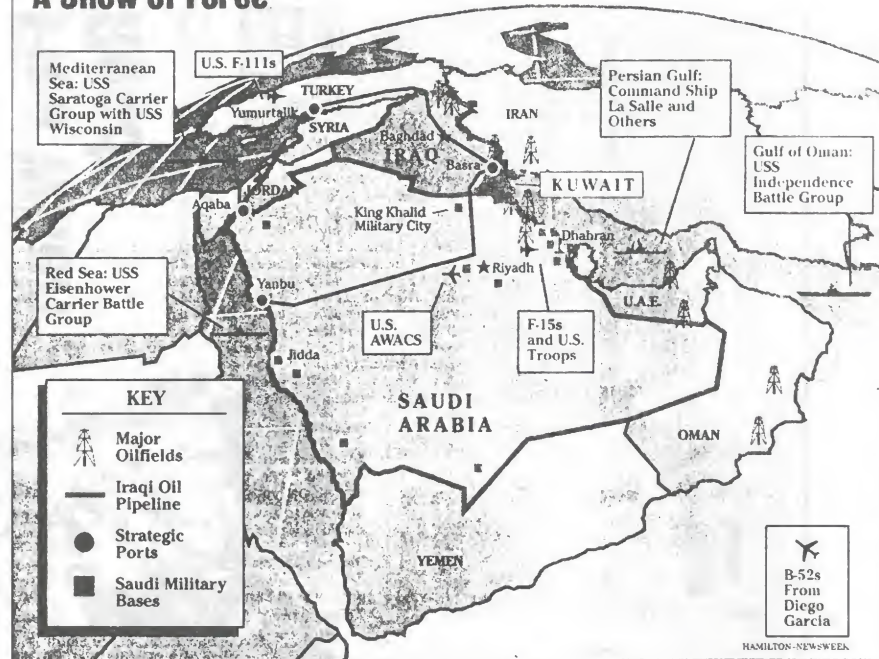 A Show of Force
Mediterranean
Sea: USS
Saratoga Carrier
Group with USS
Wisconsin
U.S. F-111s
TURKEY
Yumurtalik
SYRIA
IRAN
Persian Gulf:
Command Ship
La Salle and
Others
Baghdad
IRAQ
Basra
Gulf of Oman:
USS
Independence
Battle Group
KUWAIT
JORDAN
Aqaba
King Khalid
Military City
Dhahran
Red Sea: USS
Eisenhower
Carrier Battle
Group
Yanbu
Riyadh
U.A.E.
U.S.
AWACS
F-15s
and U.S.
Troops
Jidda
SAUDI
ARABIA
OMAN
YEMEN
KEY
Major
Oilfields
Iraqi Oil
Pipeline
Strategic
Ports
Saudi Military
Bases
B-52s
From
Diego
Garcia
HAMILTON-NEWSWEEK